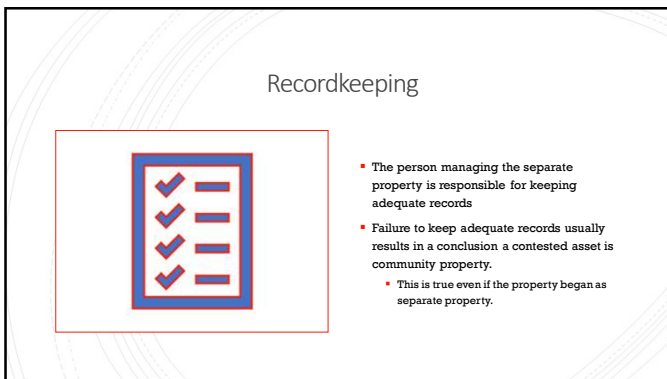 Recordkeeping
▪ The person managing the separate
property is responsible for keeping
adequate records
▪ Failure to keep adequate records usually
results in a conclusion a contested asset is
community property.
▪ This is true even if the property began as
separate property.